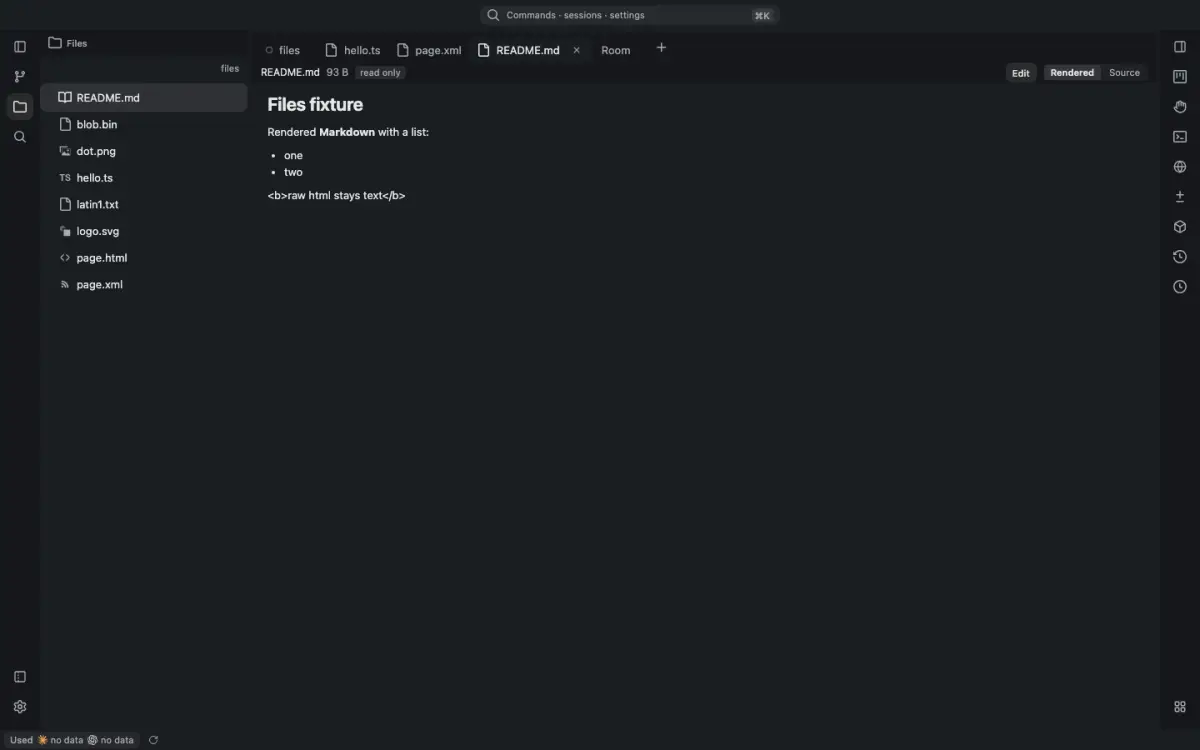 Commands · sessions · settings ⌘K
Files
files
README.md
blob.bin
dot.png
TS hello.ts
latin1.txt
logo.svg
page.html
page.xml
files hello.ts page.xml README.md × Room +
README.md 93 B read only Edit Rendered Source
Files fixture
Rendered Markdown with a list:
• one
• two
<b>raw html stays text</b>
Used no data no data